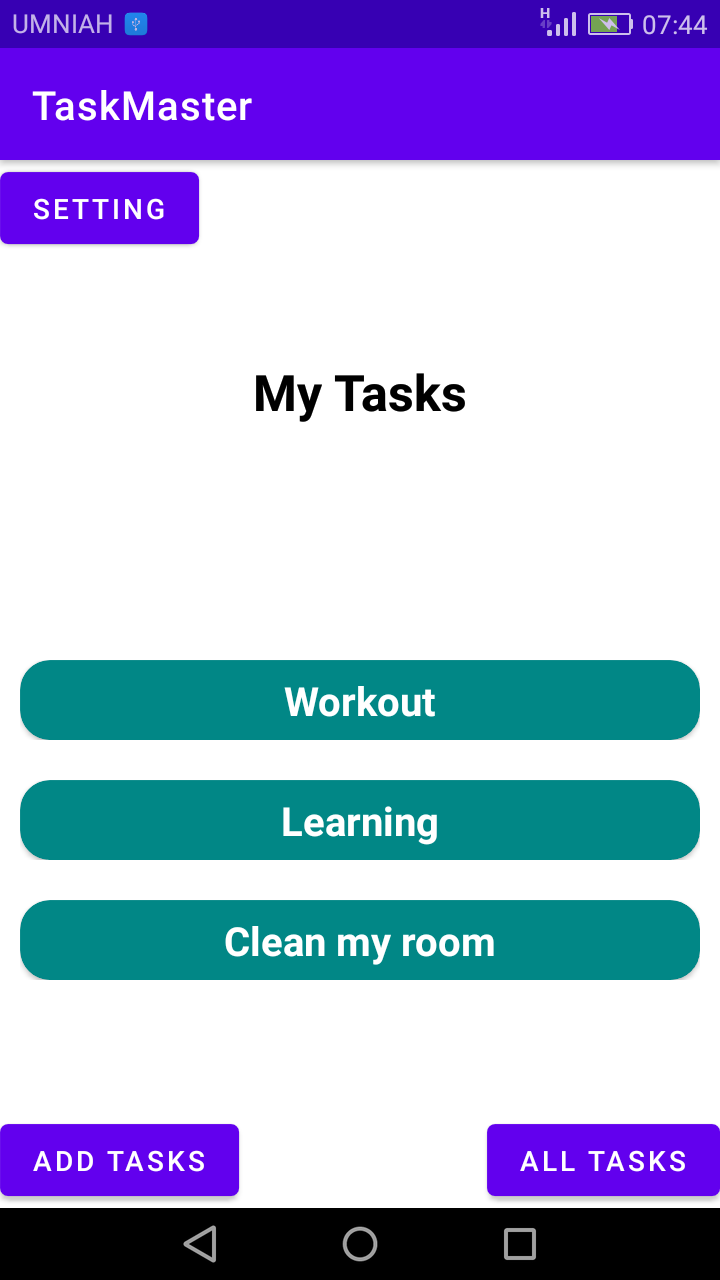 UMNIAH
H
07:44
TaskMaster
SETTING
My Tasks
Workout
Learning
Clean my room
ADD TASKS
ALL TASKS